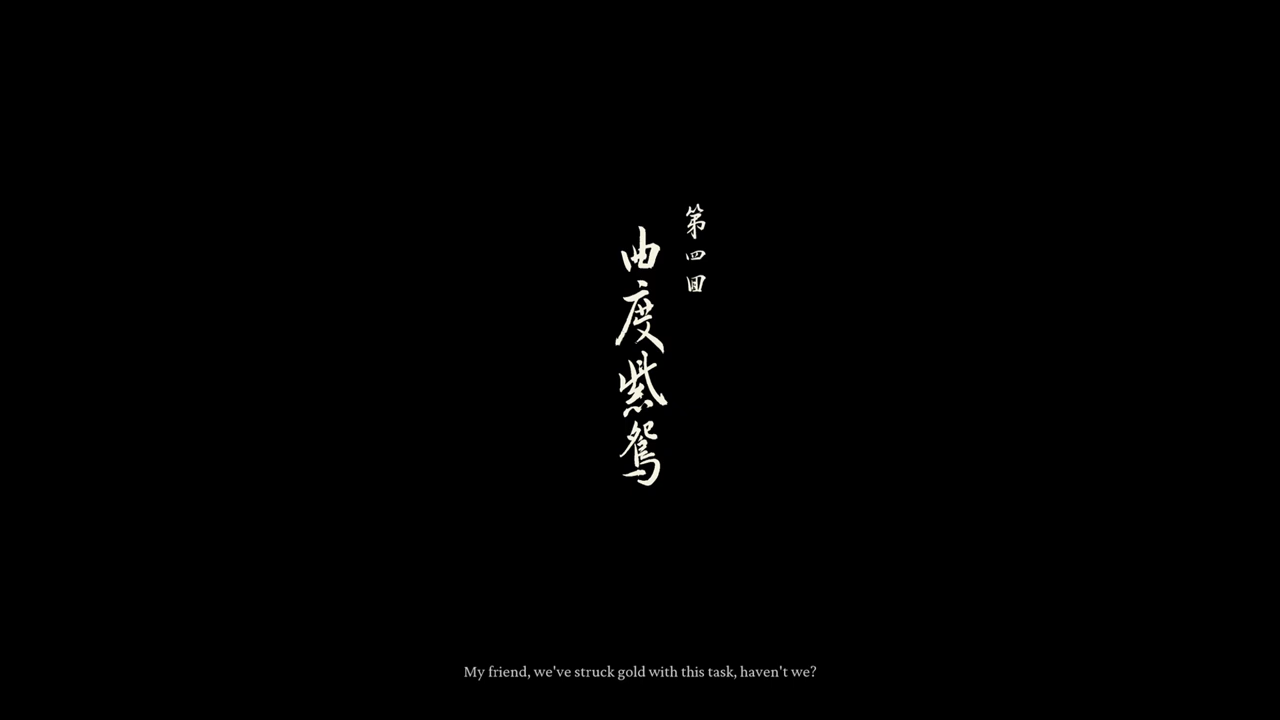 第四回
曲度紫鸳
My friend, we've struck gold with this task, haven't we?